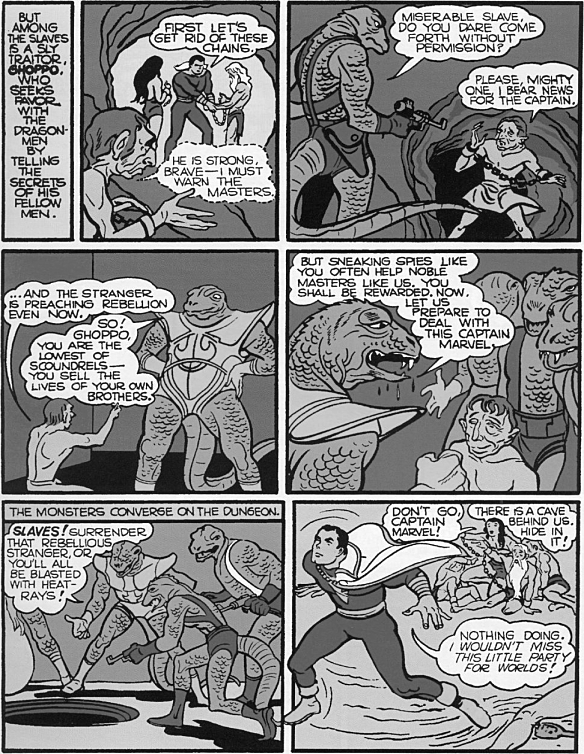 BUT
AMONG
THE SLAVES
IS A SLY
TRAITOR,
GHOPPO,
WHO
SEEKS
FAVOR
WITH
THE
DRAGON-
MEN
BY
TELLING
THE
SECRETS
OF HIS
FELLOW
MEN.
FIRST LET'S
GET RID OF THESE
CHAINS.
HE IS STRONG,
BRAVE—I MUST
WARN THE
MASTERS.
MISERABLE SLAVE,
DO YOU DARE COME
FORTH WITHOUT
PERMISSION?
PLEASE, MIGHTY
ONE, I BEAR NEWS
FOR THE CAPTAIN.
...AND THE STRANGER
IS PREACHING REBELLION
EVEN NOW.
SO!
GHOPPO,
YOU ARE THE
LOWEST OF
SCOUNDRELS—
YOU SELL THE
LIVES OF YOUR OWN
BROTHERS.
BUT SNEAKING SPIES LIKE
YOU OFTEN HELP NOBLE
MASTERS LIKE US. YOU
SHALL BE REWARDED. NOW,
LET US
PREPARE TO
DEAL WITH
THIS CAPTAIN
MARVEL.
THE MONSTERS CONVERGE ON THE DUNGEON.
SLAVES! SURRENDER
THAT REBELLIOUS
STRANGER, OR
YOU'LL ALL
BE BLASTED
WITH HEAT-
RAYS!
DON'T GO,
CAPTAIN
MARVEL!
THERE IS A CAVE
BEHIND US.
HIDE IN
IT!
NOTHING DOING.
I WOULDN'T MISS
THIS LITTLE PARTY
FOR WORLDS!